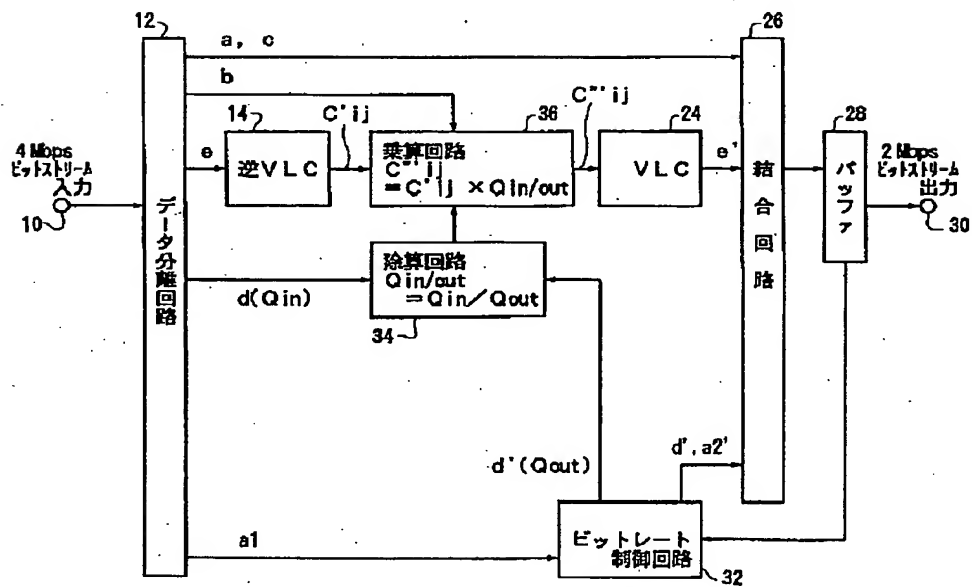 12
26
a, c
b
14
C'ij
36
C"'ij
24
28
4 Mbps
ビットストリーム
入力
10
e
逆VLC
乗算回路
C"'ij
=C'ij × Qin/out
VLC
e'
2 Mbps
ビットストリーム
出力
30
データ分離回路
結合回路
バッファ
d(Qin)
除算回路
Qin/out
=Qin/Qout
34
d'(Qout)
d',a2'
a1
ビットレート
制御回路
32